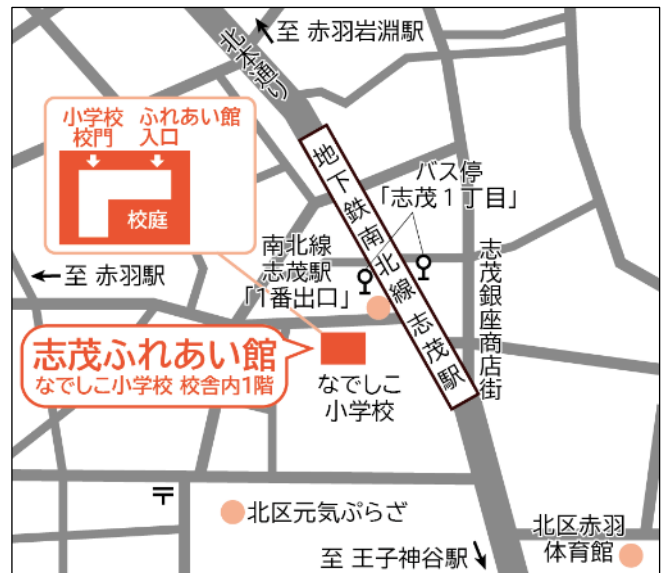 至 赤羽岩淵駅
北本通り
小学校
校門
ふれあい館
入口
校庭
地下鉄南北線 志茂駅
バス停
「志茂1丁目」
南北線
志茂駅
「1番出口」
至 赤羽駅
志茂銀座商店街
志茂ふれあい館
なでしこ小学校 校舎内1階
なでしこ
小学校
〒
北区元気ぷらざ
北区赤羽
体育館
至 王子神谷駅